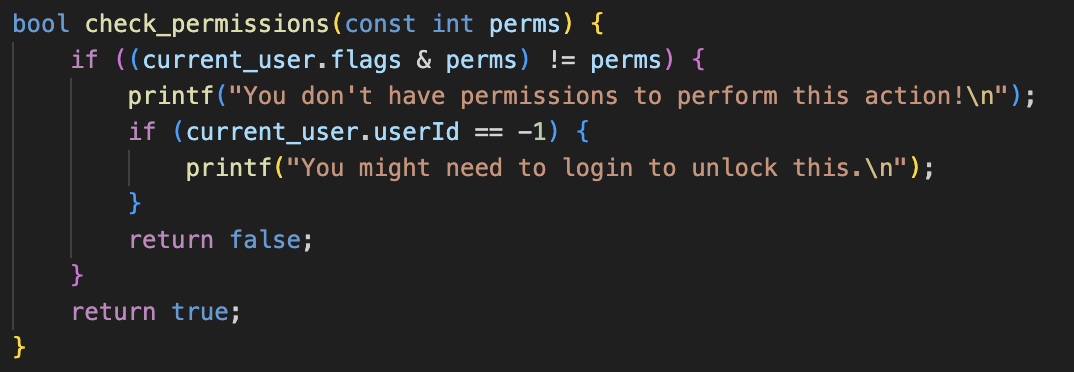 bool check_permissions(const int perms) {
    if ((current_user.flags & perms) != perms) {
        printf("You don't have permissions to perform this action!\n");
        if (current_user.userId == -1) {
            printf("You might need to login to unlock this.\n");
        }
        return false;
    }
    return true;
}